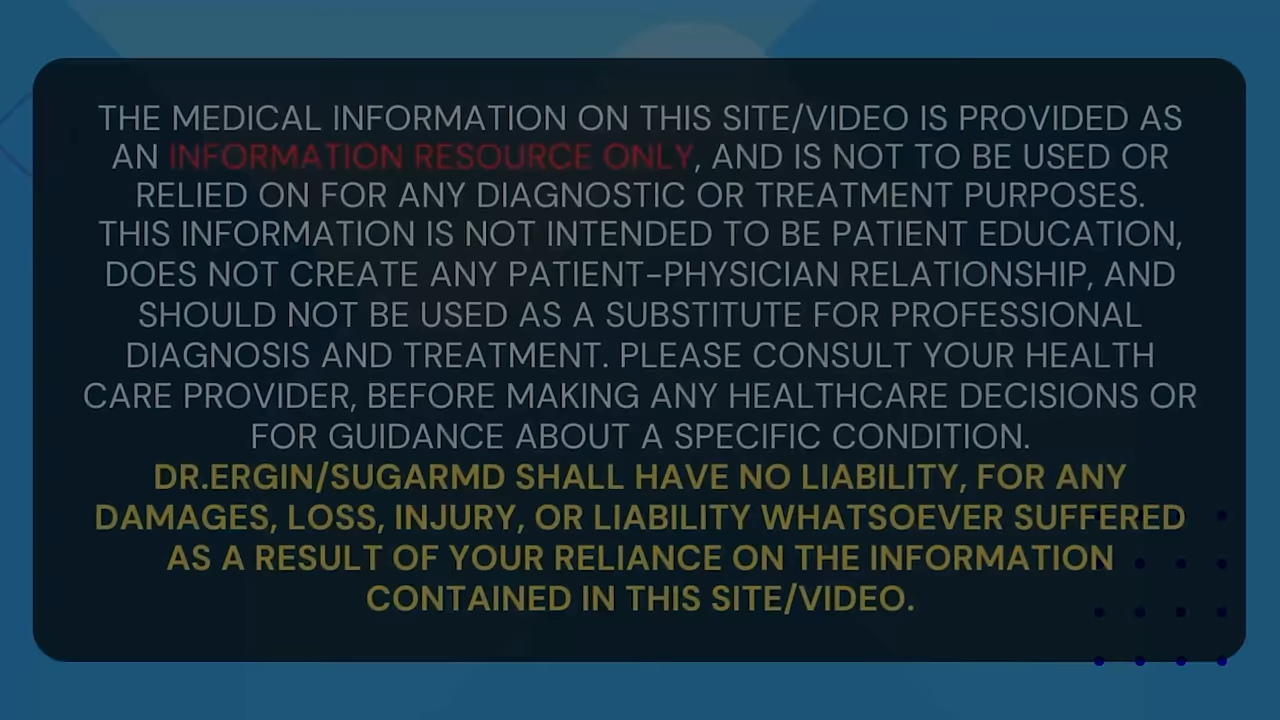 THE MEDICAL INFORMATION ON THIS SITE/VIDEO IS PROVIDED AS
AN INFORMATION RESOURCE ONLY, AND IS NOT TO BE USED OR
RELIED ON FOR ANY DIAGNOSTIC OR TREATMENT PURPOSES.
THIS INFORMATION IS NOT INTENDED TO BE PATIENT EDUCATION,
DOES NOT CREATE ANY PATIENT-PHYSICIAN RELATIONSHIP, AND
SHOULD NOT BE USED AS A SUBSTITUTE FOR PROFESSIONAL
DIAGNOSIS AND TREATMENT. PLEASE CONSULT YOUR HEALTH
CARE PROVIDER, BEFORE MAKING ANY HEALTHCARE DECISIONS OR
FOR GUIDANCE ABOUT A SPECIFIC CONDITION.
DR.ERGIN/SUGARMD SHALL HAVE NO LIABILITY, FOR ANY
DAMAGES, LOSS, INJURY, OR LIABILITY WHATSOEVER SUFFERED
AS A RESULT OF YOUR RELIANCE ON THE INFORMATION
CONTAINED IN THIS SITE/VIDEO.